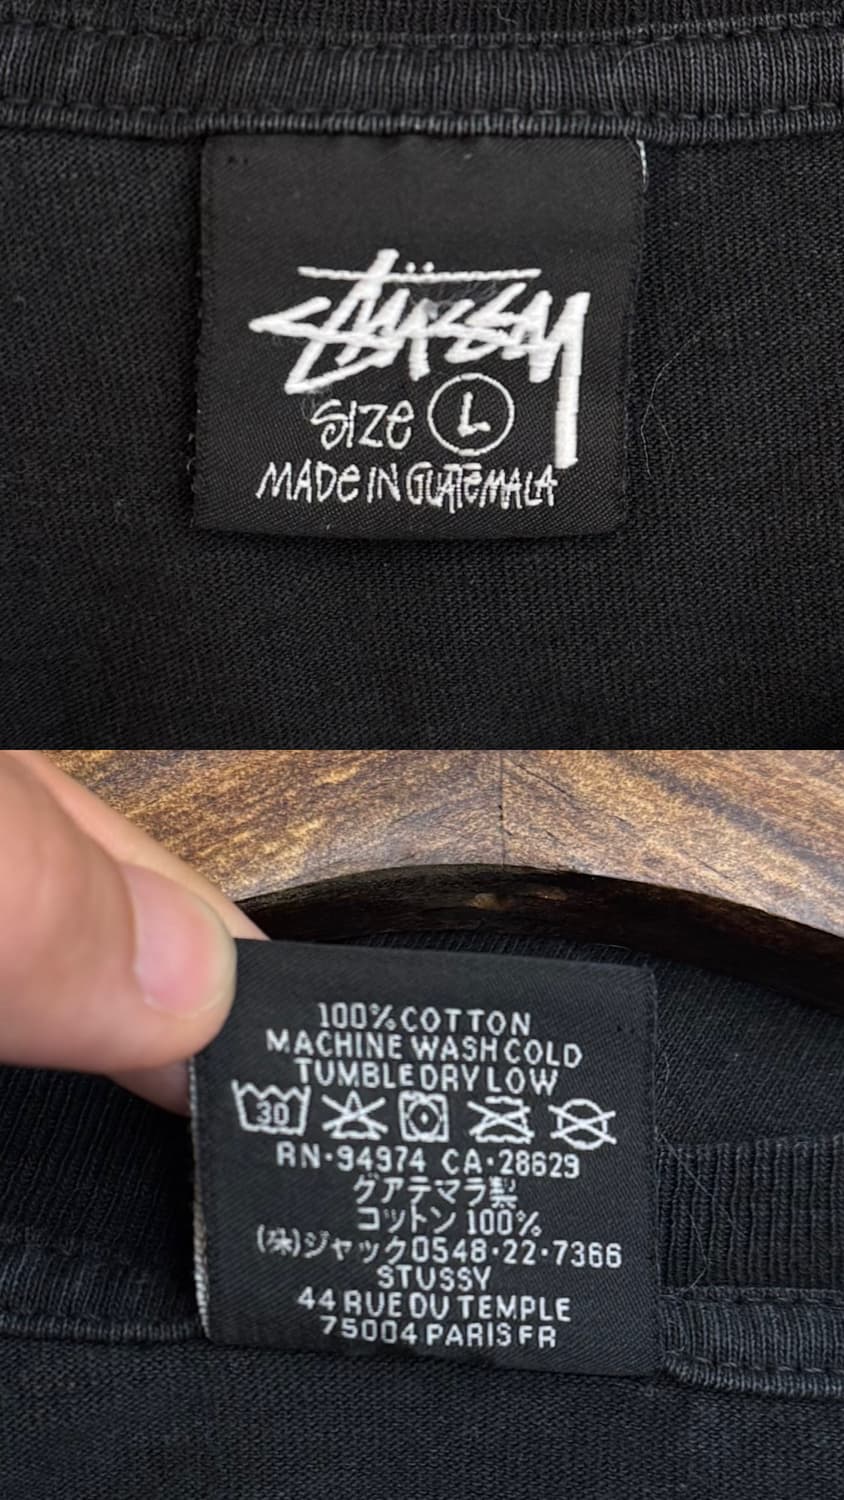 Stüssy
SIZE L
MADE IN GUATEMALA
100% COTTON
MACHINE WASH COLD
TUMBLE DRY LOW
30
RN-94974 CA-28629
グアテマラ製
コットン 100%
(株)ジャック0548-22-7366
STUSSY
44 RUE DU TEMPLE
75004 PARIS FR